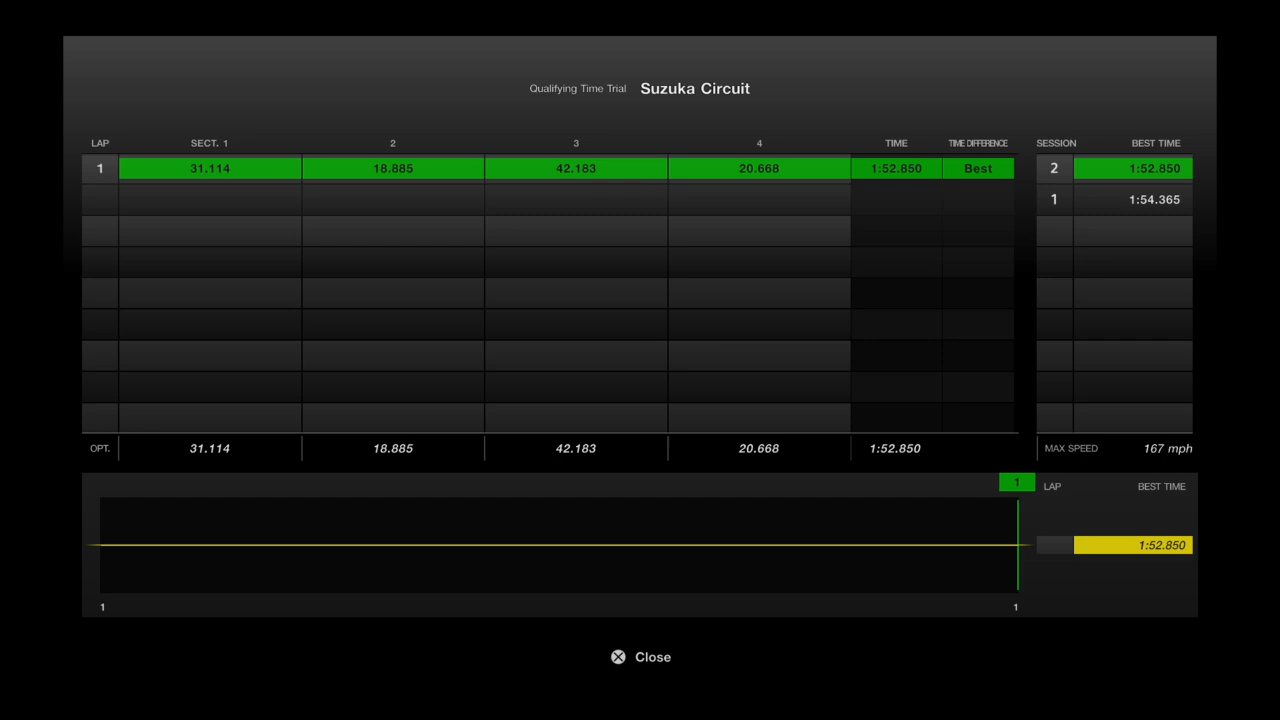 Qualifying Time Trial Suzuka Circuit
LAP SECT. 1 2 3 4 TIME TIME DIFFERENCE SESSION BEST TIME
1 31.114 18.885 42.183 20.668 1:52.850 Best 2 1:52.850
1 1:54.365
OPT. 31.114 18.885 42.183 20.668 1:52.850 MAX SPEED 167 mph
1 LAP BEST TIME
1:52.850
1 1
Close